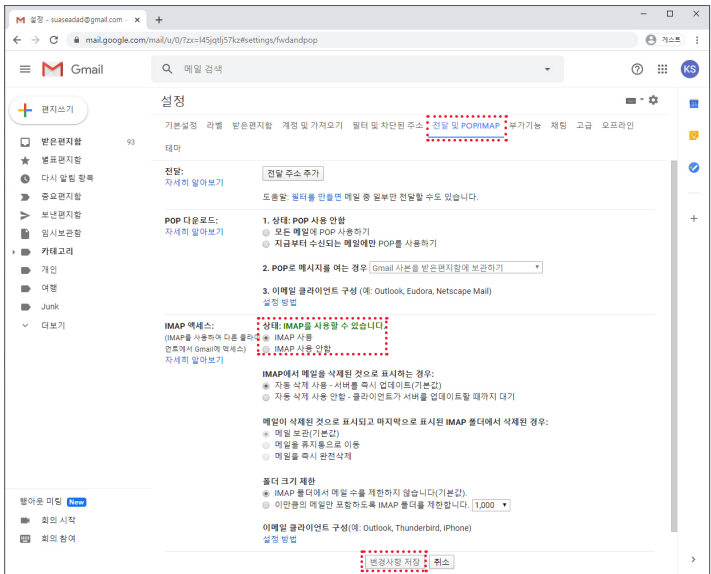 설정 - suaseadad@gmail.com -
mail.google.com/mail/u/0/?zx=l45jqtlj57kz#settings/fwdandpop
게스트
Gmail
메일 검색
KS
편지쓰기
받은편지함 93
별표편지함
다시 알림 항목
중요편지함
보낸편지함
임시보관함
카테고리
개인
여행
Junk
더보기
행아웃 미팅 New
회의 시작
회의 참여
설정
기본설정 라벨 받은편지함 계정 및 가져오기 필터 및 차단된 주소 전달 및 POP/IMAP 부가기능 채팅 고급 오프라인
테마
전달:
자세히 알아보기
전달 주소 추가
도움말: 필터를 만들면 메일 중 일부만 전달할 수도 있습니다.
POP 다운로드:
자세히 알아보기
1. 상태: POP 사용 안함
모든 메일에 POP 사용하기
지금부터 수신되는 메일에만 POP를 사용하기
2. POP로 메시지를 여는 경우 Gmail 사본을 받은편지함에 보관하기
3. 이메일 클라이언트 구성 (예: Outlook, Eudora, Netscape Mail)
설정 방법
IMAP 액세스:
(IMAP를 사용하여 다른 클라이
언트에서 Gmail에 액세스)
자세히 알아보기
상태: IMAP를 사용할 수 있습니다.
IMAP 사용
IMAP 사용 안함
IMAP에서 메일을 삭제된 것으로 표시하는 경우:
자동 삭제 사용 - 서버를 즉시 업데이트(기본값)
자동 삭제 사용 안함 - 클라이언트가 서버를 업데이트할 때까지 대기
메일이 삭제된 것으로 표시되고 마지막으로 표시된 IMAP 폴더에서 삭제된 경우:
메일 보관(기본값)
메일을 휴지통으로 이동
메일을 즉시 완전삭제
폴더 크기 제한
IMAP 폴더에서 메일 수를 제한하지 않습니다(기본값).
이만큼의 메일만 포함하도록 IMAP 폴더를 제한합니다. 1,000
이메일 클라이언트 구성(예: Outlook, Thunderbird, iPhone)
설정 방법
변경사항 저장 취소